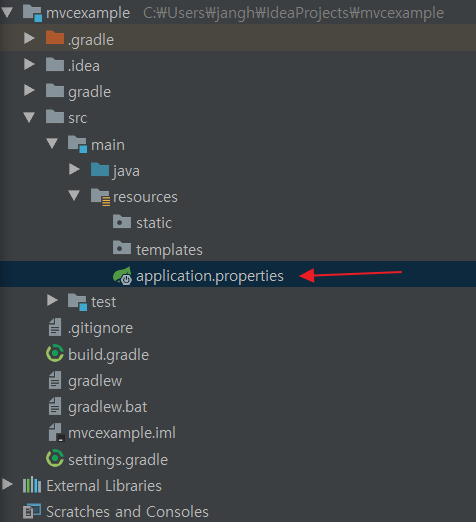 mvcexample C:₩Users₩jangh₩IdeaProjects₩mvcexample
.gradle
.idea
gradle
src
main
java
resources
static
templates
application.properties
test
.gitignore
build.gradle
gradlew
gradlew.bat
mvcexample.iml
settings.gradle
External Libraries
Scratches and Consoles